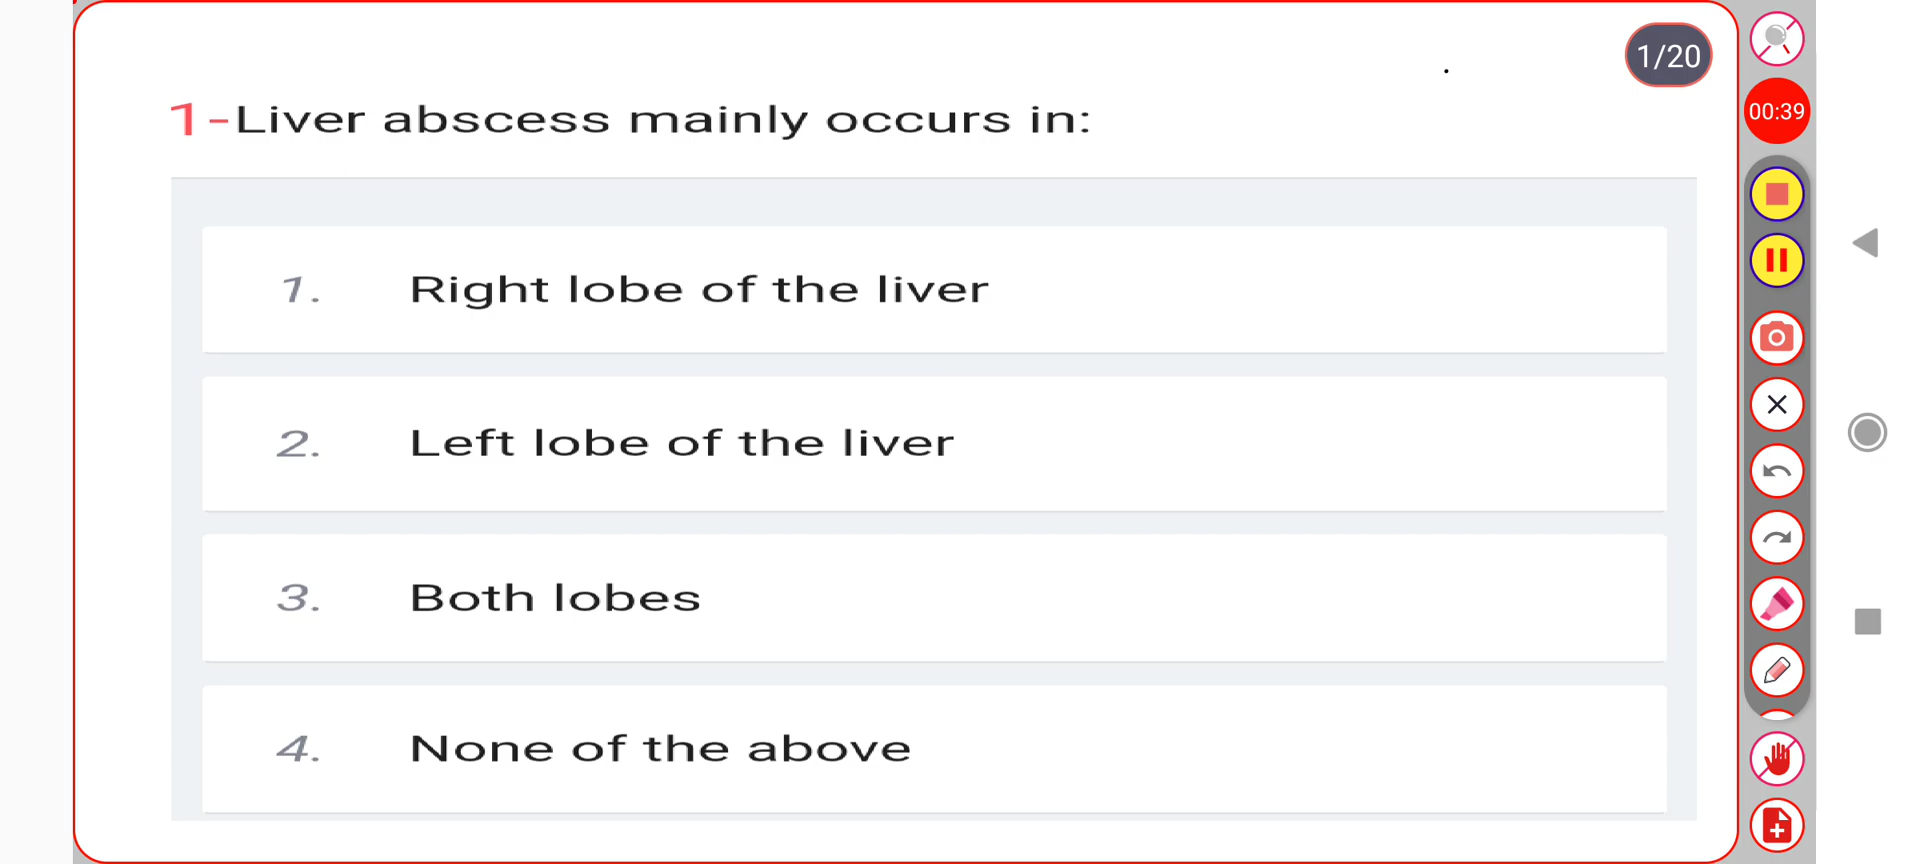 1/20
00:39
1-Liver abscess mainly occurs in:
1. Right lobe of the liver
2. Left lobe of the liver
3. Both lobes
4. None of the above